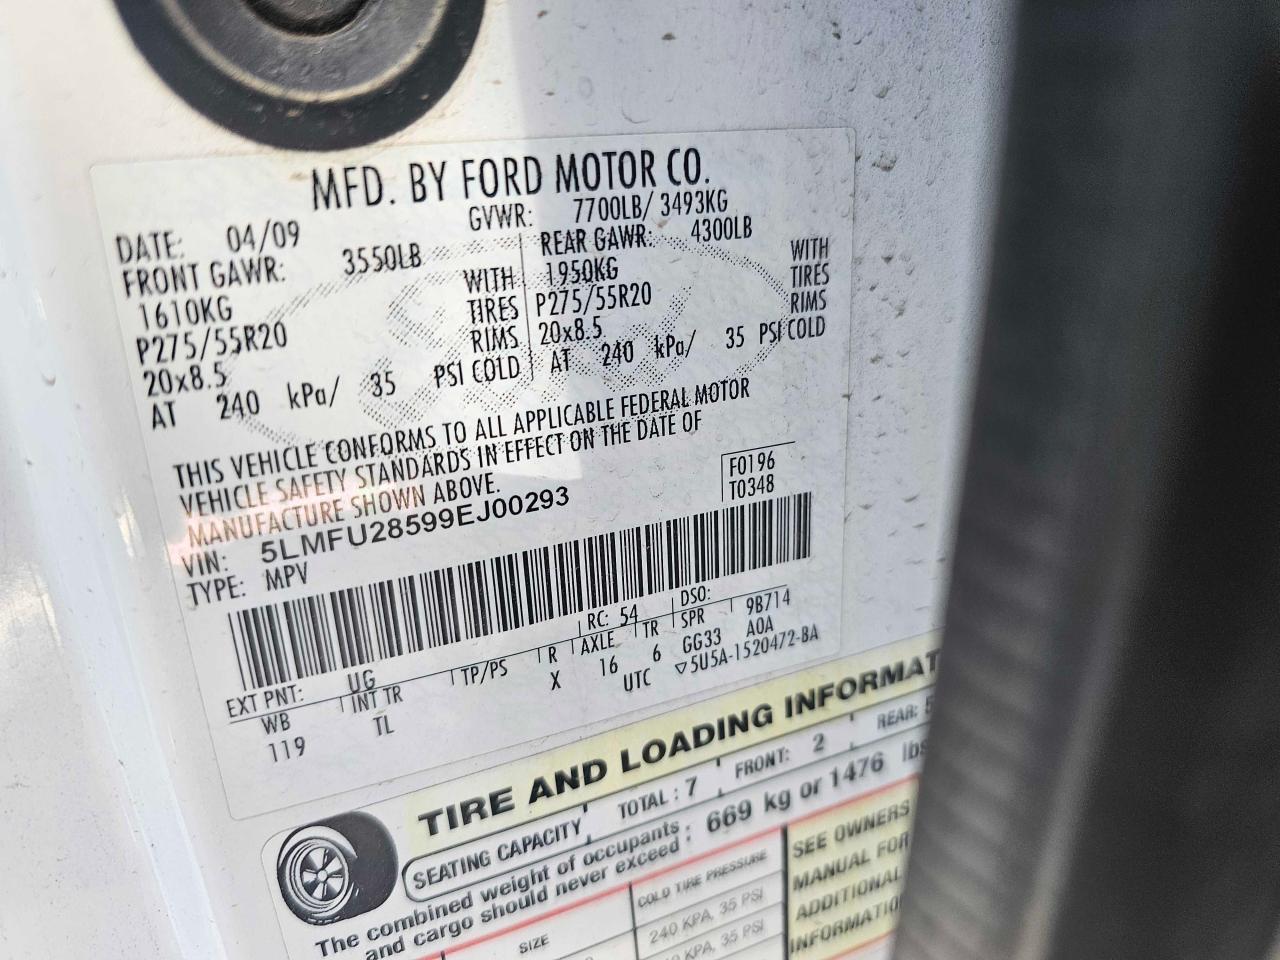 MFD. BY FORD MOTOR CO.
DATE: 04/09 GVWR: 7700LB/ 3493KG
FRONT GAWR: 3550LB REAR GAWR: 4300LB
1610KG WITH 1950KG WITH
P275/55R20 TIRES P275/55R20 TIRES
20x8.5 RIMS 20x8.5 RIMS
AT 240 kPa/ 35 PSI COLD AT 240 kPa/ 35 PSI COLD
THIS VEHICLE CONFORMS TO ALL APPLICABLE FEDERAL MOTOR
VEHICLE SAFETY STANDARDS IN EFFECT ON THE DATE OF
MANUFACTURE SHOWN ABOVE.
F0196
T0348
VIN: 5LMFU28599EJ00293
TYPE: MPV
EXT PNT: UG RC: 54 DSO: 9B714
WB INT TR TP/PS R AXLE TR SPR A0A
119 TL X 16 6 GG33
UTC ▽5U5A-1520472-BA
TIRE AND LOADING INFORMAT
SEATING CAPACITY TOTAL: 7 FRONT: 2 REAR: 5
The combined weight of occupants
and cargo should never exceed : 669 kg or 1476 lbs
SIZE COLD TIRE PRESSURE
240 KPA, 35 PSI
KPA, 35 PSI
SEE OWNERS
MANUAL FOR
ADDITIONAL
INFORMATIO